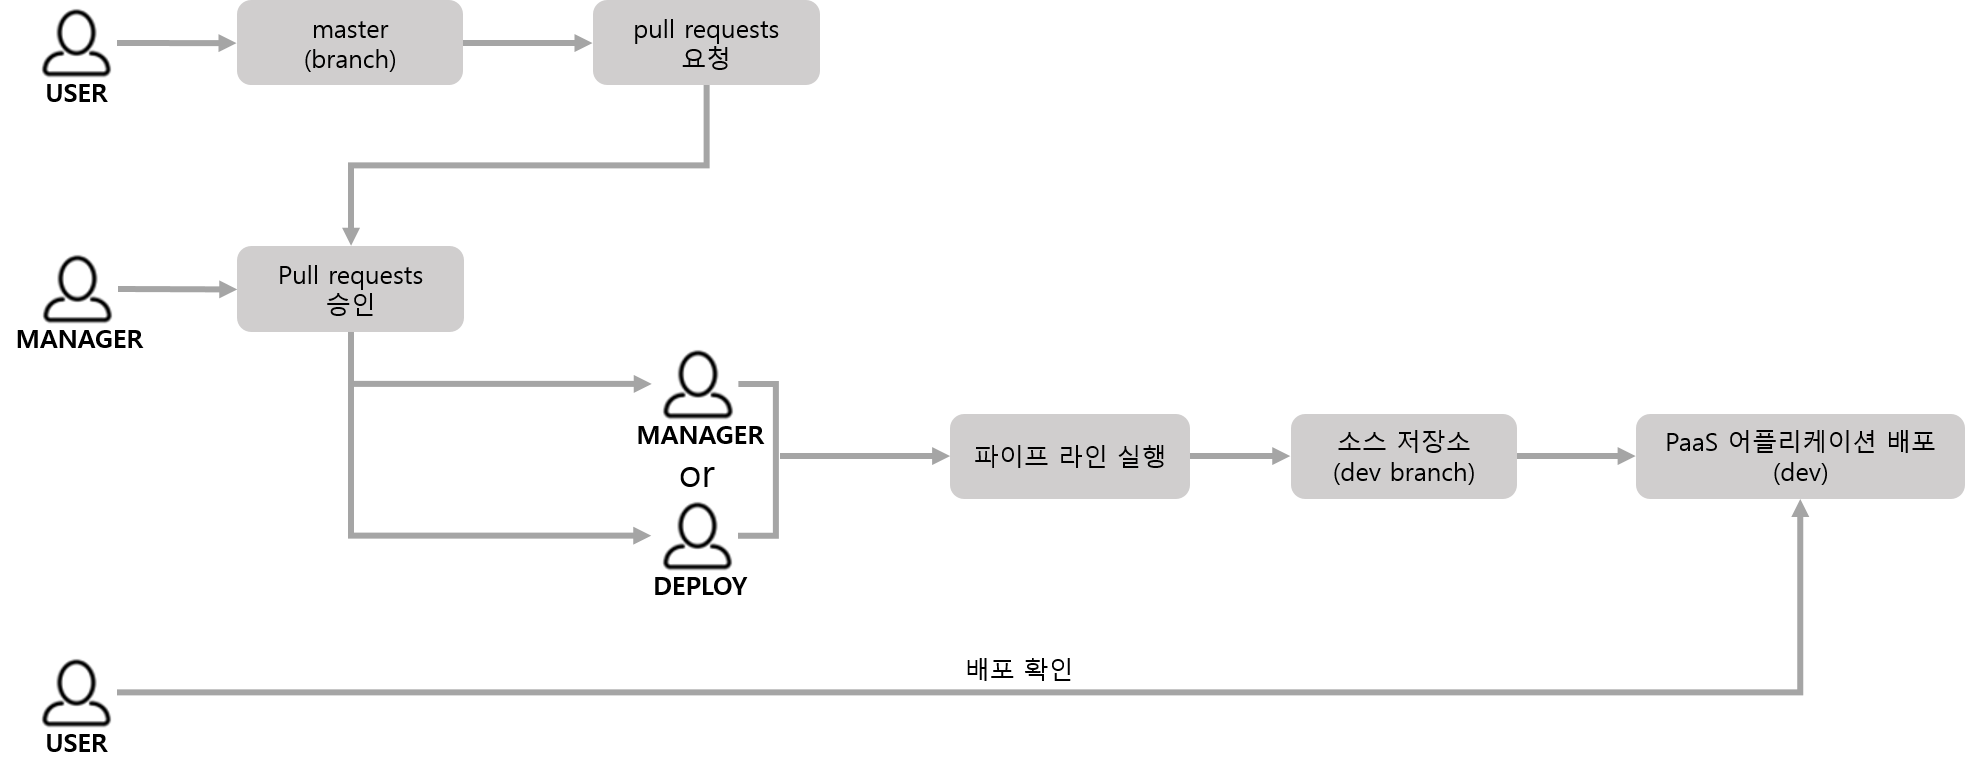 USER
master
(branch)
pull requests
요청
MANAGER
Pull requests
승인
MANAGER
or
DEPLOY
파이프 라인 실행
소스 저장소
(dev branch)
PaaS 어플리케이션 배포
(dev)
배포 확인
USER